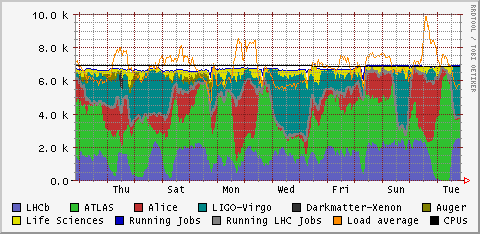 RRDTOOL / TOBI OETIKER
10.0 k
8.0 k
6.0 k
4.0 k
2.0 k
0.0
Thu Sat Mon Wed Fri Sun Tue
LHCb ATLAS Alice LIGO-Virgo Darkmatter-Xenon Auger
Life Sciences Running Jobs Running LHC Jobs Load average CPUs